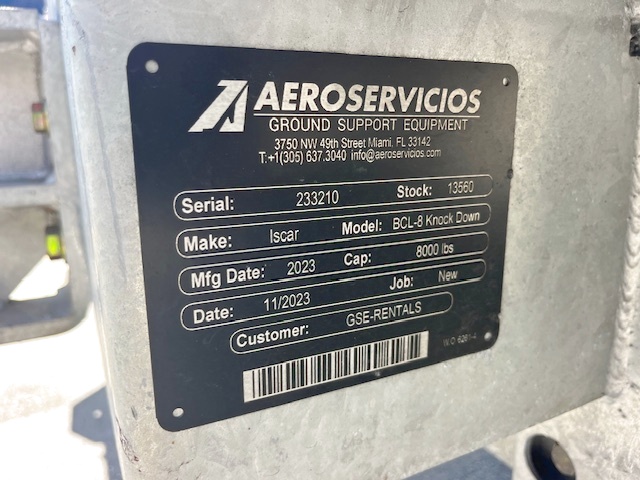 AEROSERVICIOS
GROUND SUPPORT EQUIPMENT
3750 NW 49th Street Miami, FL 33142
T:+1(305) 637.3040 info@aeroservicios.com
Serial: 233210 Stock: 13560
Make: Iscar Model: BCL-8 Knock Down
Mfg Date: 2023 Cap: 8000 lbs
Date: 11/2023 Job: New
Customer: GSE-RENTALS
W.O. 6261-4